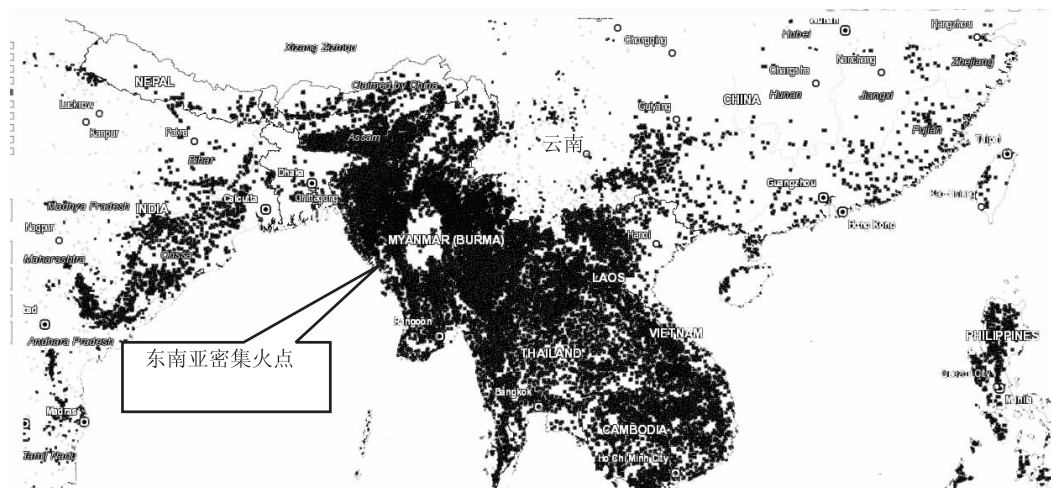 Wuhan
Hangzhou
Hubei
Chongqing
Xizang Zizhiqu
Nanchang
Zhejiang
NEPAL
Changsha
Claimed by China
CHINA
Hunan
Jiangxi
Lucknow
Guiyang
Kanpur
Patna
Assam
云南
Fujian
Taipei
Bihar
Dhaka
Guangzhou
Calcutta
Chittagong
Madhya Pradesh
INDIA
Hong Kong
Nagpur
Hanoi
MYANMAR (BURMA)
Orissa
Maharashtra
LAOS
Rangoon
VIETNAM
PHILIPPINES
Andhra Pradesh
东南亚密集火点
THAILAND
Quezon City
Bangkok
Manila
Madras
CAMBODIA
Tamil Nadu
Ho Chi Minh City